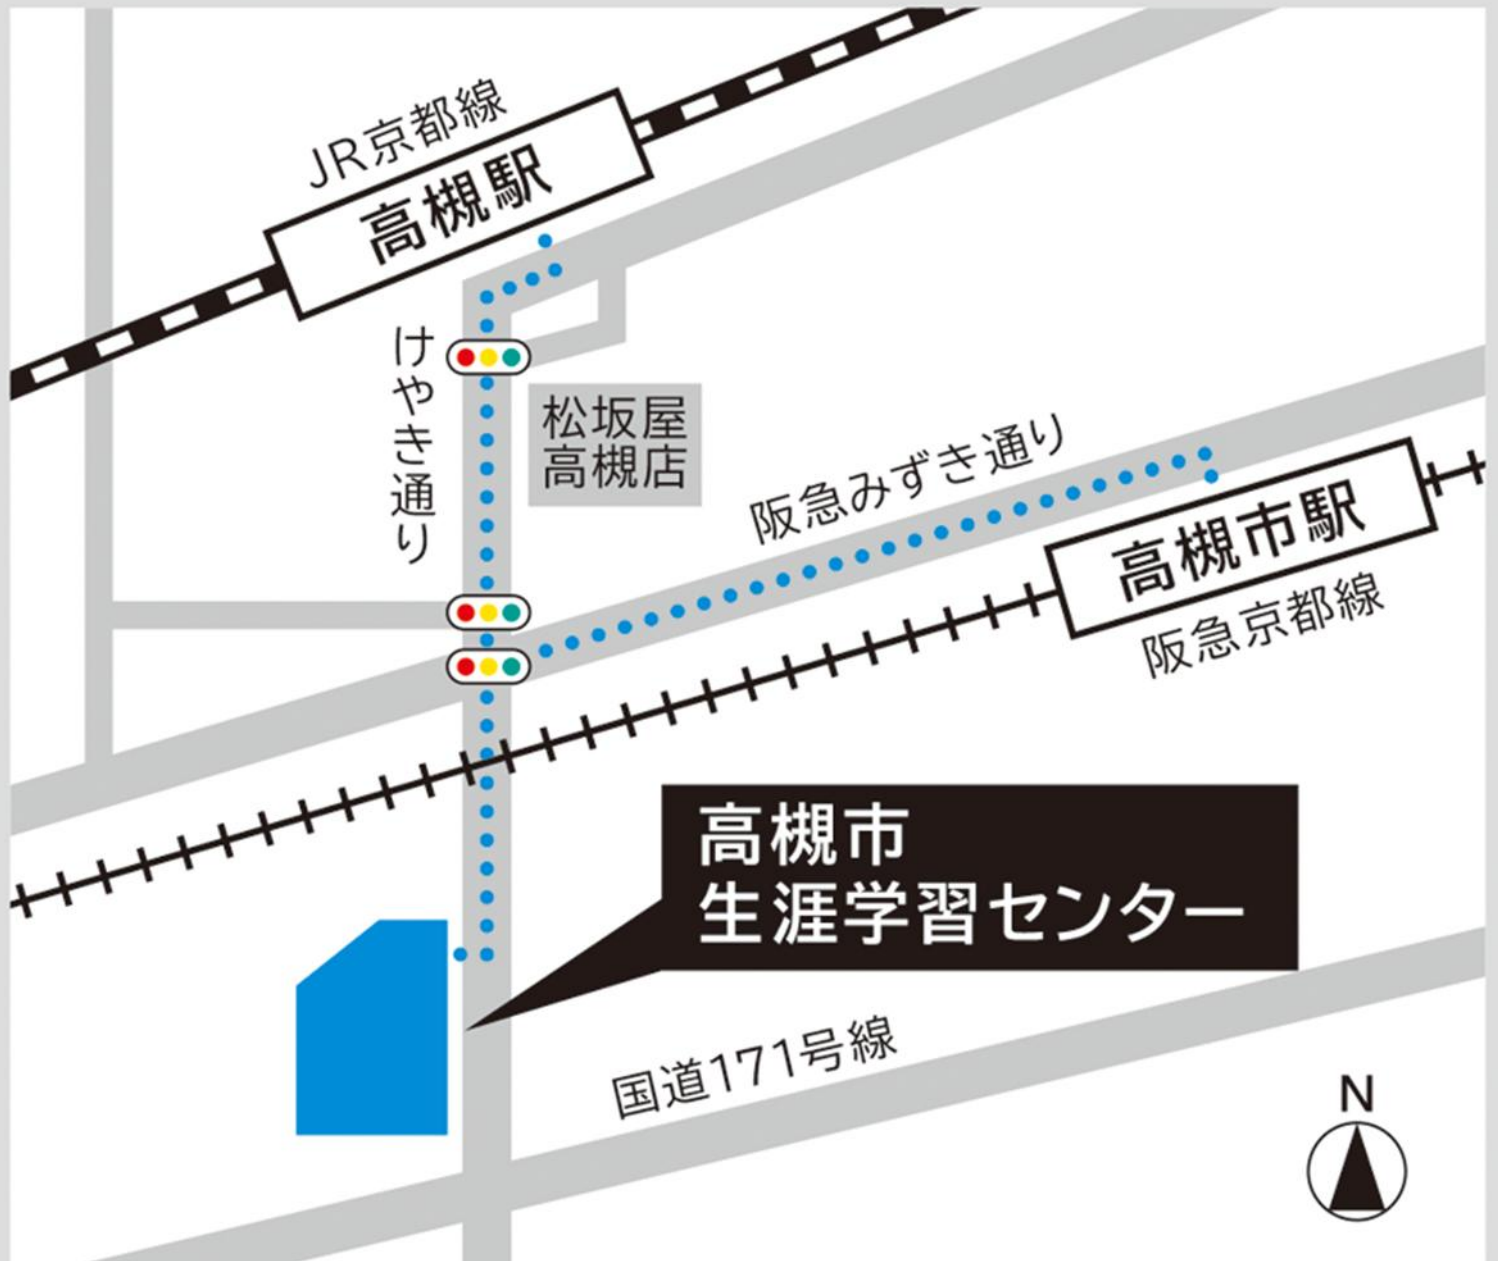 JR京都線
高槻駅
けやき通り
松坂屋
高槻店
阪急みずき通り
高槻市駅
阪急京都線
高槻市
生涯学習センター
国道171号線
N